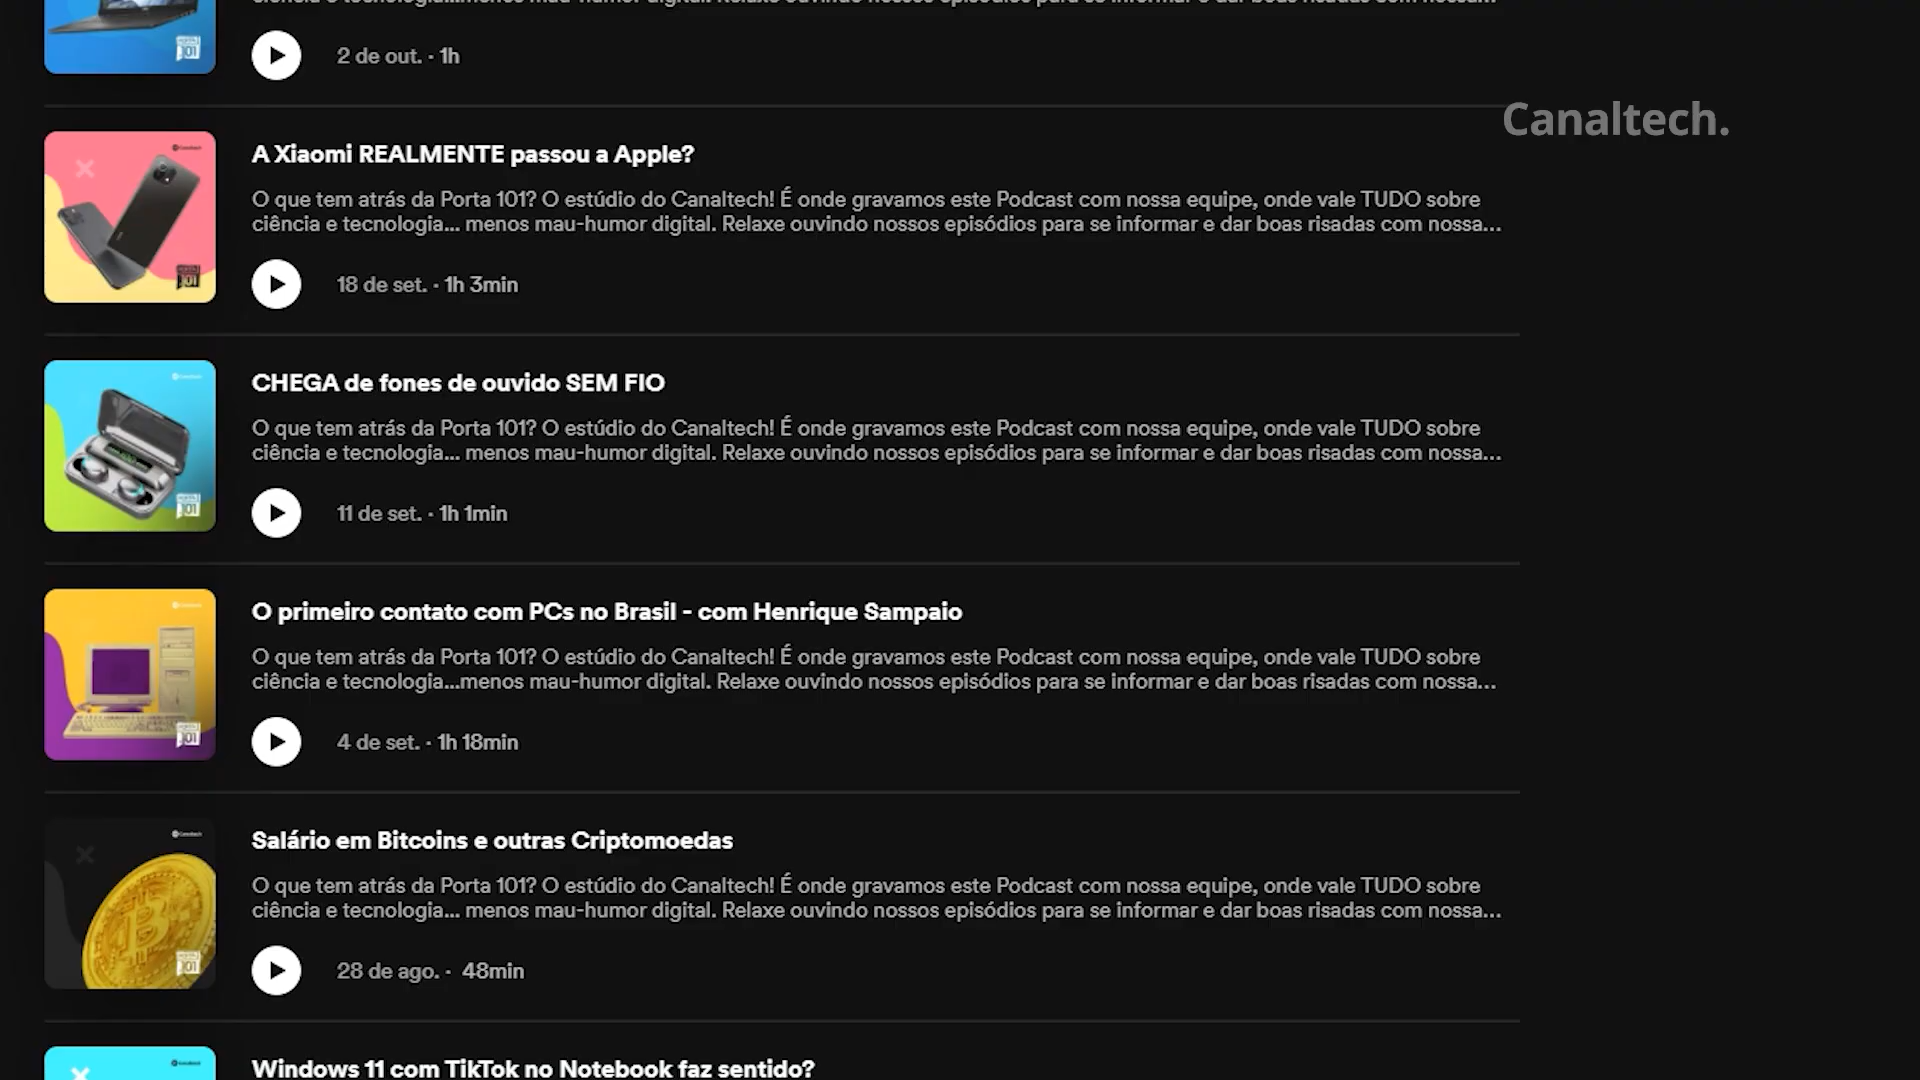 2 de out. · 1h
Canaltech.
A Xiaomi REALMENTE passou a Apple?
O que tem atrás da Porta 101? O estúdio do Canaltech! É onde gravamos este Podcast com nossa equipe, onde vale TUDO sobre
ciência e tecnologia... menos mau-humor digital. Relaxe ouvindo nossos episódios para se informar e dar boas risadas com nossa...
18 de set. · 1h 3min
CHEGA de fones de ouvido SEM FIO
O que tem atrás da Porta 101? O estúdio do Canaltech! É onde gravamos este Podcast com nossa equipe, onde vale TUDO sobre
ciência e tecnologia... menos mau-humor digital. Relaxe ouvindo nossos episódios para se informar e dar boas risadas com nossa...
11 de set. · 1h 1min
O primeiro contato com PCs no Brasil - com Henrique Sampaio
O que tem atrás da Porta 101? O estúdio do Canaltech! É onde gravamos este Podcast com nossa equipe, onde vale TUDO sobre
ciência e tecnologia...menos mau-humor digital. Relaxe ouvindo nossos episódios para se informar e dar boas risadas com nossa...
4 de set. · 1h 18min
Salário em Bitcoins e outras Criptomoedas
O que tem atrás da Porta 101? O estúdio do Canaltech! É onde gravamos este Podcast com nossa equipe, onde vale TUDO sobre
ciência e tecnologia... menos mau-humor digital. Relaxe ouvindo nossos episódios para se informar e dar boas risadas com nossa...
28 de ago. · 48min
Windows 11 com TikTok no Notebook faz sentido?